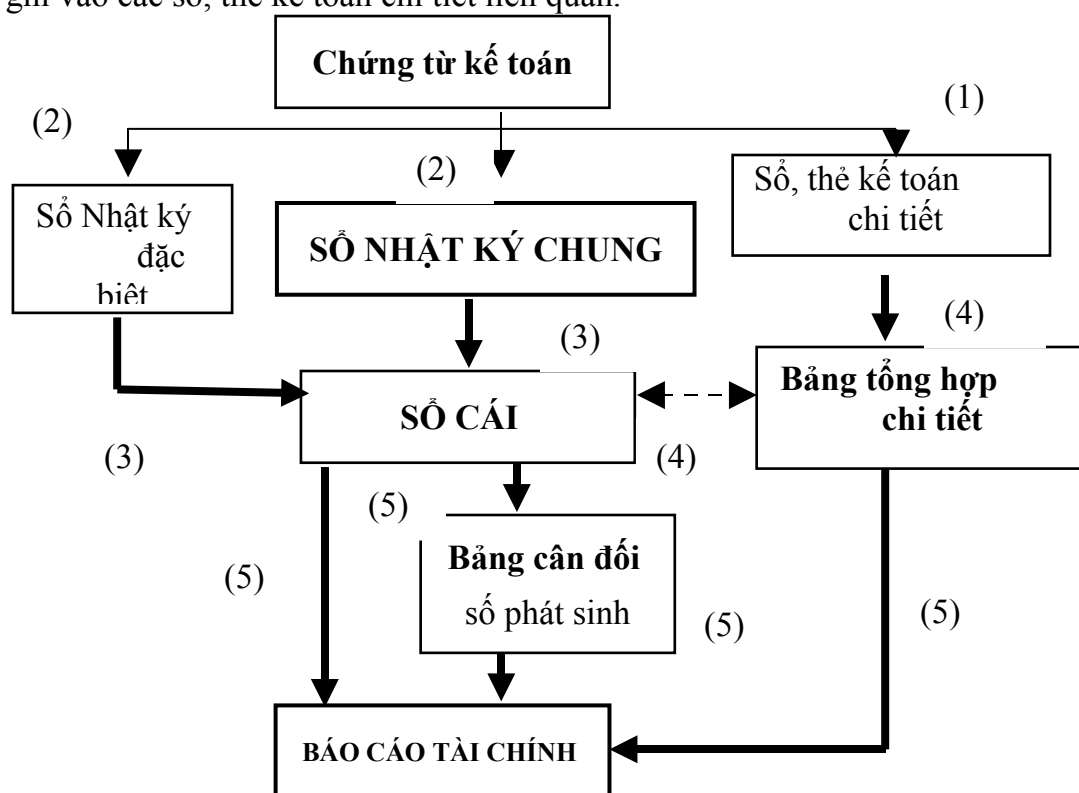 ghi vào các sổ, thẻ kế toán chi tiết liên quan.
Chứng từ kế toán
(1)
(2)
(2)
Sổ, thẻ kế toán
chi tiết
Sổ Nhật ký
đặc
biệt
SỔ NHẬT KÝ CHUNG
(4)
(3)
Bảng tổng hợp
chi tiết
SỔ CÁI
(3)
(4)
(5)
Bảng cân đối
số phát sinh
(5)
(5)
(5)
BÁO CÁO TÀI CHÍNH